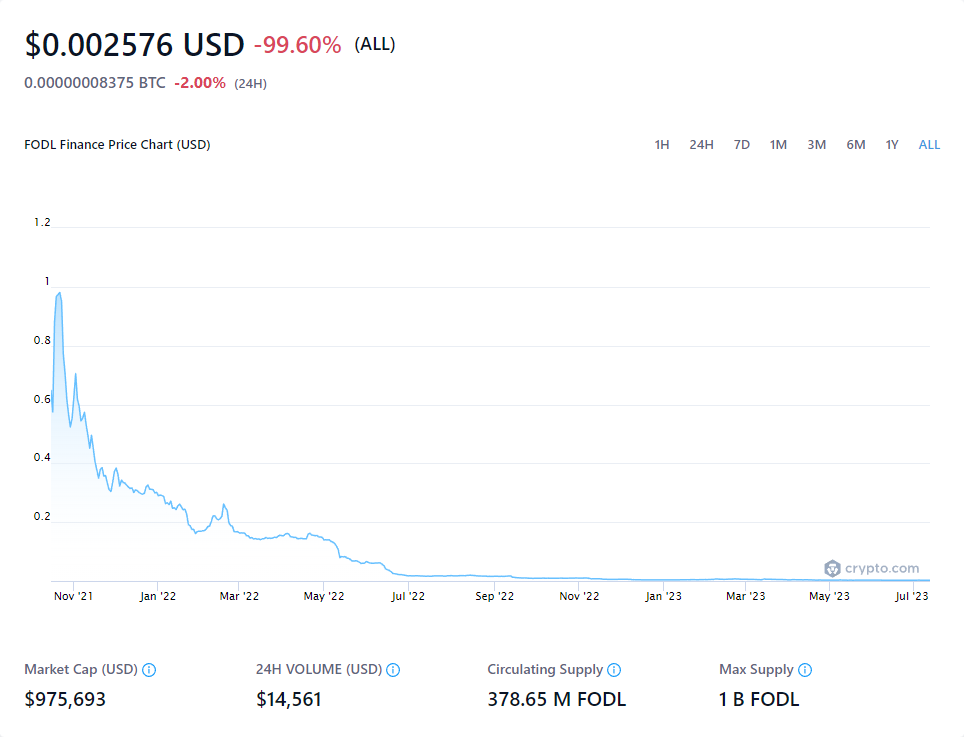 $0.002576 USD -99.60% (ALL)
0.00000008375 BTC -2.00% (24H)
FODL Finance Price Chart (USD) 1H 24H 7D 1M 3M 6M 1Y ALL
1.2
1
0.8
0.6
0.4
0.2
crypto.com
Nov '21 Jan '22 Mar '22 May '22 Jul '22 Sep '22 Nov '22 Jan '23 Mar '23 May '23 Jul '23
Market Cap (USD) 24H VOLUME (USD) Circulating Supply Max Supply
$975,693 $14,561 378.65 M FODL 1 B FODL